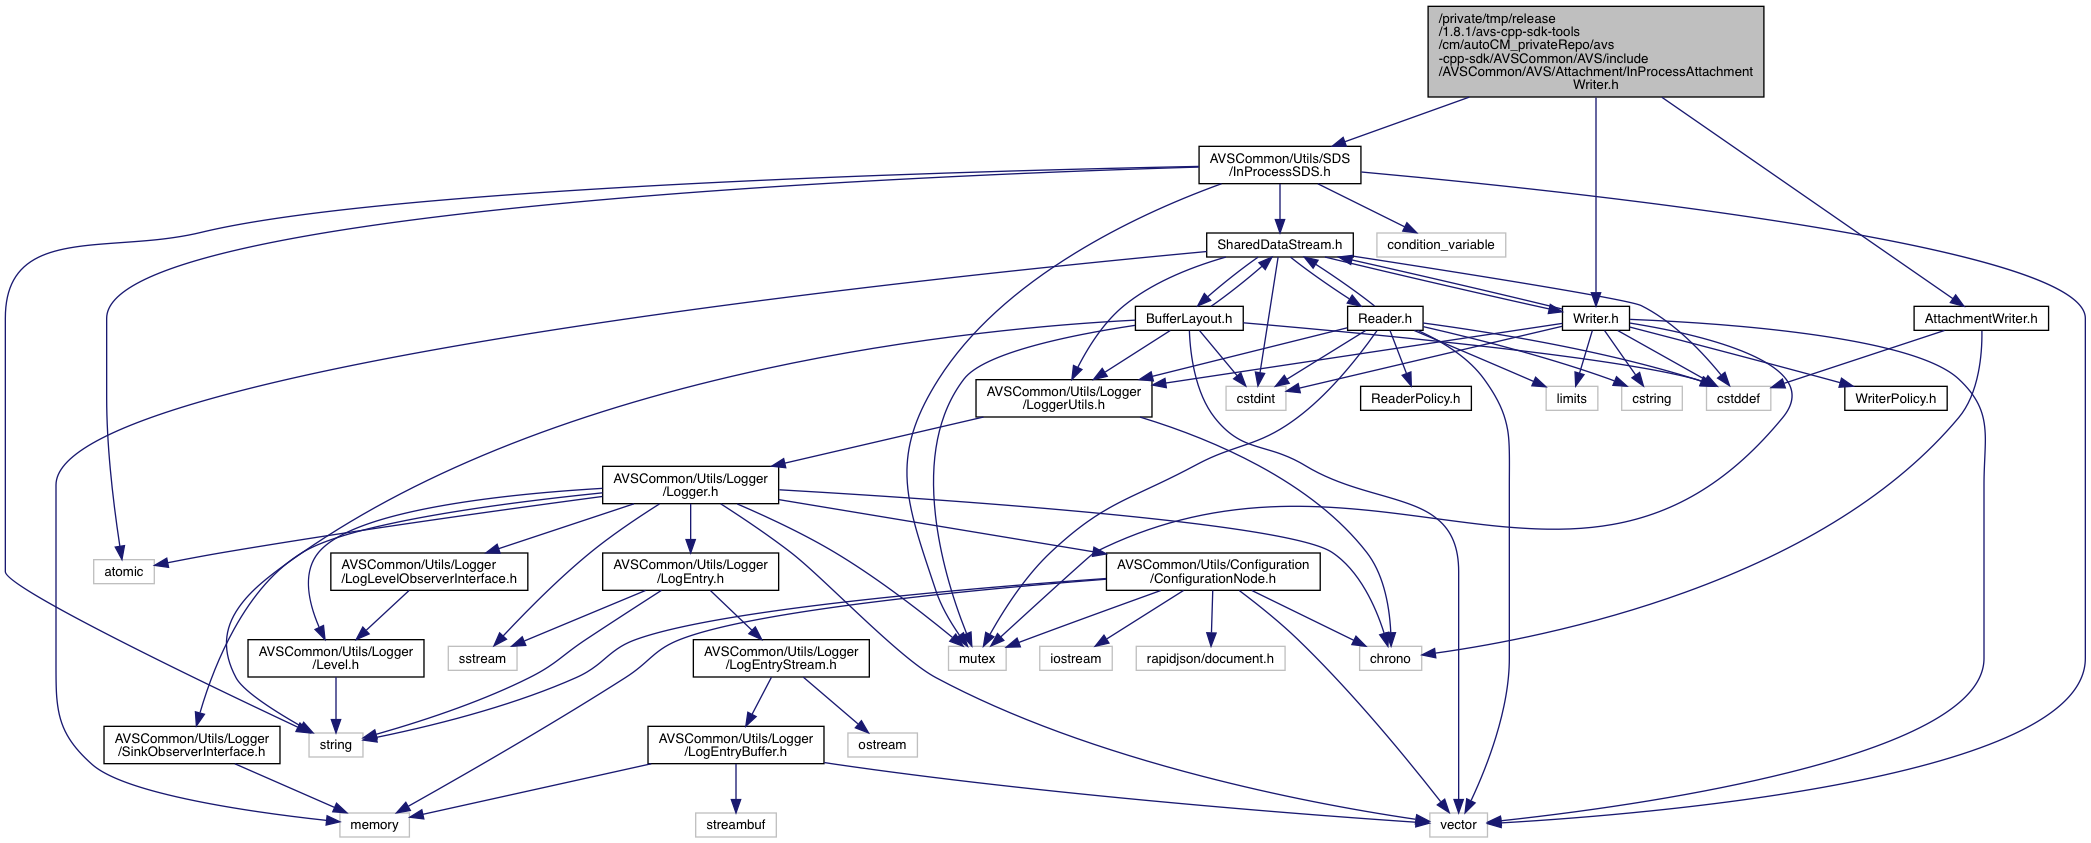 /private/tmp/release
/1.8.1/avs-cpp-sdk-tools
/cm/autoCM_privateRepo/avs
-cpp-sdk/AVSCommon/AVS/include
/AVSCommon/AVS/Attachment/InProcessAttachment
Writer.h
AVSCommon/Utils/SDS
/InProcessSDS.h
SharedDataStream.h
condition_variable
BufferLayout.h
Reader.h
Writer.h
AttachmentWriter.h
AVSCommon/Utils/Logger
/LoggerUtils.h
cstdint
ReaderPolicy.h
limits
cstring
cstddef
WriterPolicy.h
AVSCommon/Utils/Logger
/Logger.h
atomic
AVSCommon/Utils/Logger
/LogLevelObserverInterface.h
AVSCommon/Utils/Logger
/LogEntry.h
AVSCommon/Utils/Configuration
/ConfigurationNode.h
AVSCommon/Utils/Logger
/Level.h
sstream
AVSCommon/Utils/Logger
/LogEntryStream.h
mutex
iostream
rapidjson/document.h
chrono
AVSCommon/Utils/Logger
/SinkObserverInterface.h
string
AVSCommon/Utils/Logger
/LogEntryBuffer.h
ostream
memory
streambuf
vector